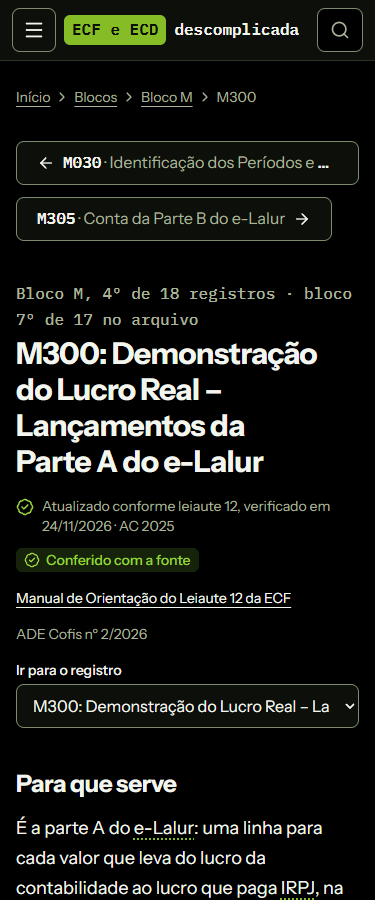 ECF e ECD descomplicada
Início > Blocos > Bloco M > M300
← M030 · Identificação dos Períodos e ...
M305 · Conta da Parte B do e-Lalur →
Bloco M, 4º de 18 registros · bloco
7º de 17 no arquivo
M300: Demonstração
do Lucro Real –
Lançamentos da
Parte A do e-Lalur
Atualizado conforme leiaute 12, verificado em
24/11/2026 · AC 2025
Conferido com a fonte
Manual de Orientação do Leiaute 12 da ECF
ADE Cofis nº 2/2026
Ir para o registro
M300: Demonstração do Lucro Real – La
Para que serve
É a parte A do e-Lalur: uma linha para
cada valor que leva do lucro da
contabilidade ao lucro que paga IRPJ, na